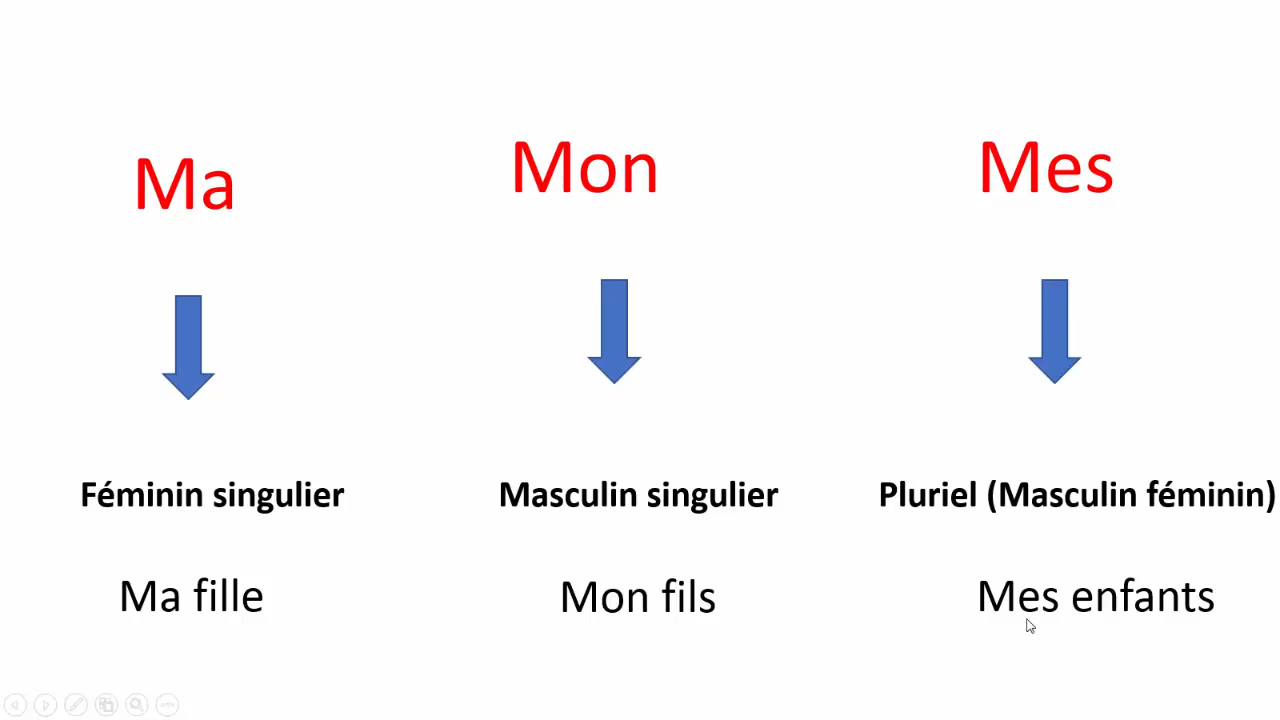 Ma
Mon
Mes
Féminin singulier
Masculin singulier
Pluriel (Masculin féminin)
Ma fille
Mon fils
Mes enfants